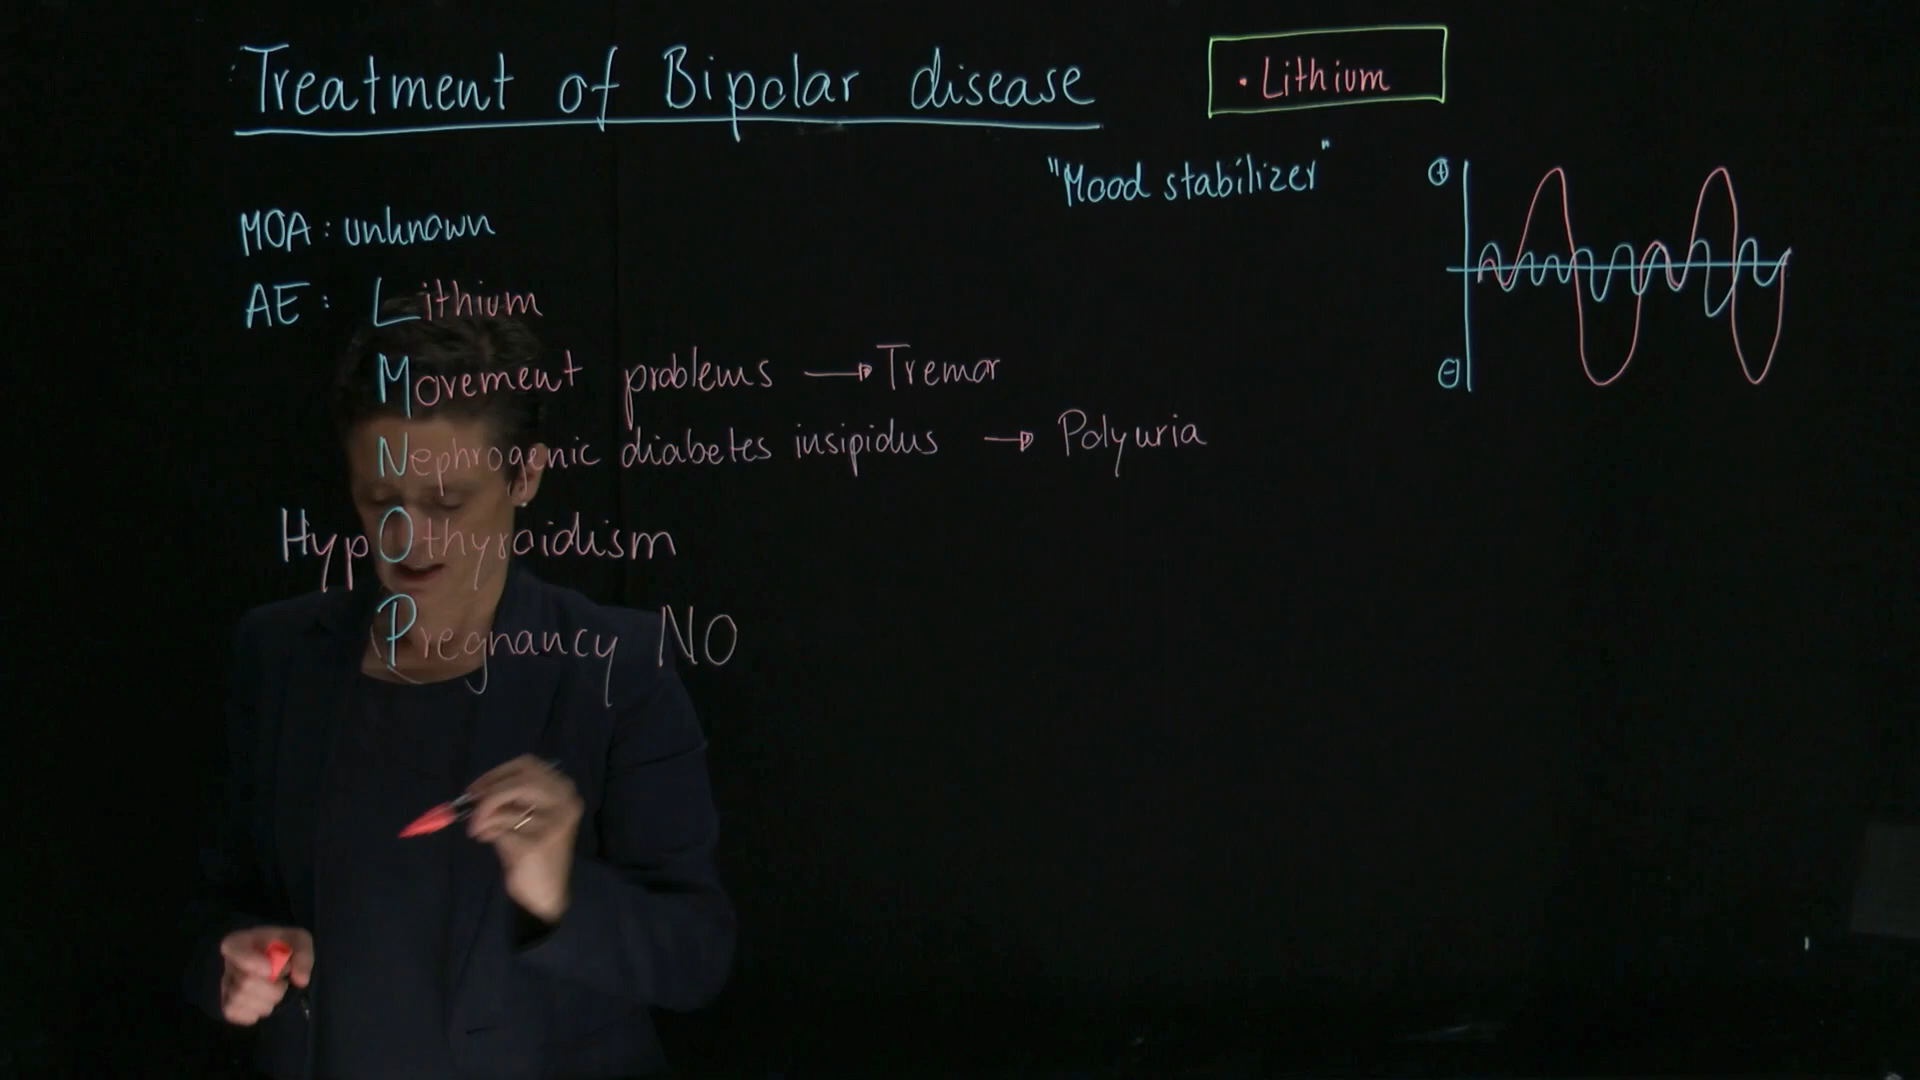 Treatment of Bipolar disease
• Lithium
"Mood stabilizer"
+
MOA : unknown
AE : Lithium
Movement problems → Tremor
-
Nephrogenic diabetes insipidus → Polyuria
HypOthyroidism
Pregnancy NO